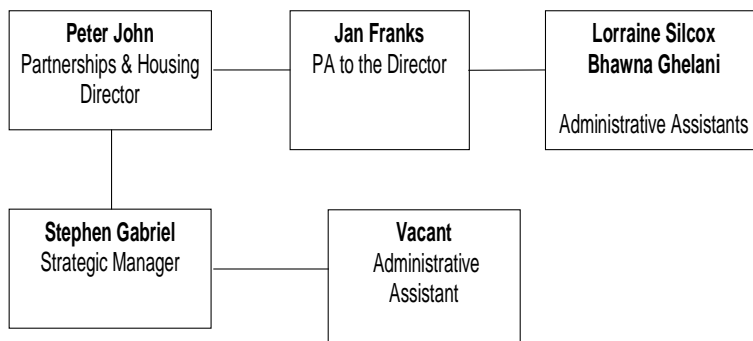 Peter John
Partnerships & Housing
Director
Jan Franks
PA to the Director
Lorraine Silcox
Bhawna Ghelani
Administrative Assistants
Stephen Gabriel
Strategic Manager
Vacant
Administrative
Assistant